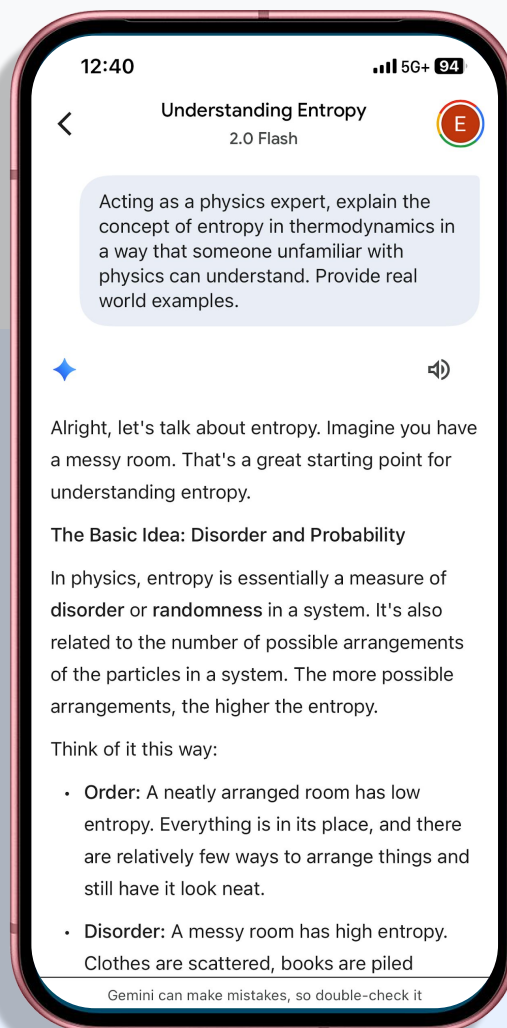 12:40
5G+ 94
Understanding Entropy
2.0 Flash
E
Acting as a physics expert, explain the
concept of entropy in thermodynamics in
a way that someone unfamiliar with
physics can understand. Provide real
world examples.
Alright, let's talk about entropy. Imagine you have
a messy room. That's a great starting point for
understanding entropy.
The Basic Idea: Disorder and Probability
In physics, entropy is essentially a measure of
disorder or randomness in a system. It's also
related to the number of possible arrangements
of the particles in a system. The more possible
arrangements, the higher the entropy.
Think of it this way:
• Order: A neatly arranged room has low
entropy. Everything is in its place, and there
are relatively few ways to arrange things and
still have it look neat.
• Disorder: A messy room has high entropy.
Clothes are scattered, books are piled
Gemini can make mistakes, so double-check it